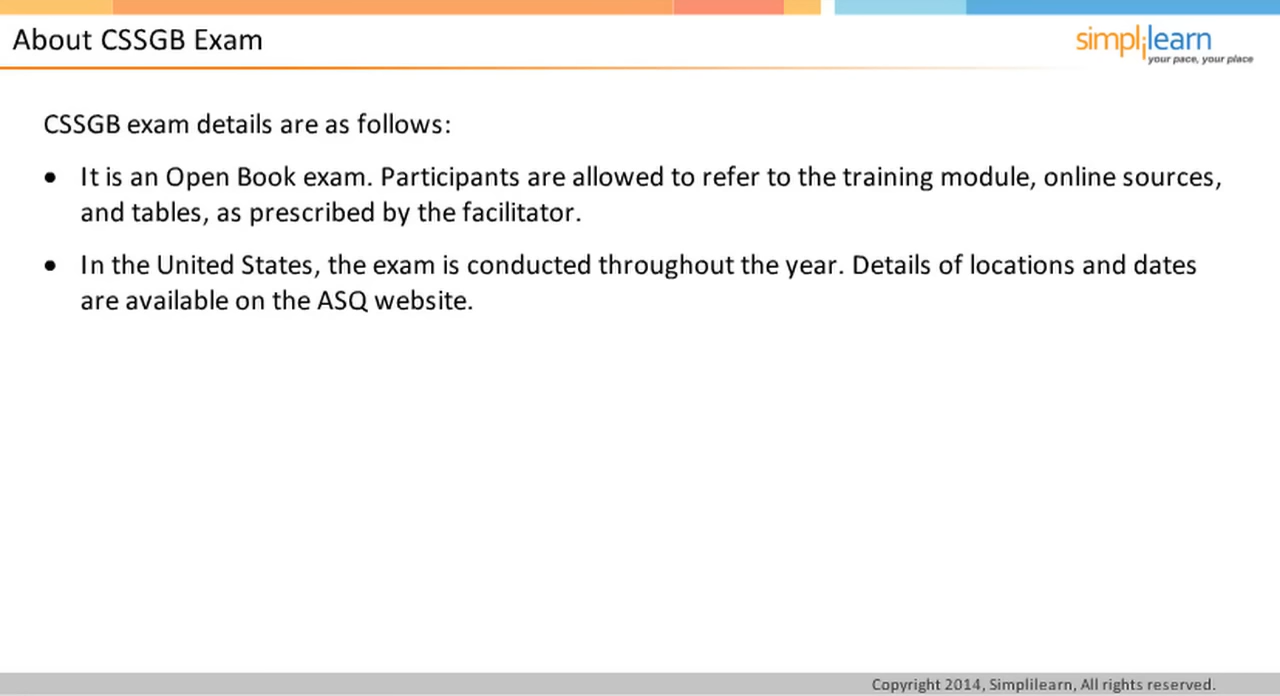 About CSSGB Exam
simplilearn
your pace, your place
CSSGB exam details are as follows:
• It is an Open Book exam. Participants are allowed to refer to the training module, online sources,
and tables, as prescribed by the facilitator.
• In the United States, the exam is conducted throughout the year. Details of locations and dates
are available on the ASQ website.
Copyright 2014, Simplilearn, All rights reserved.